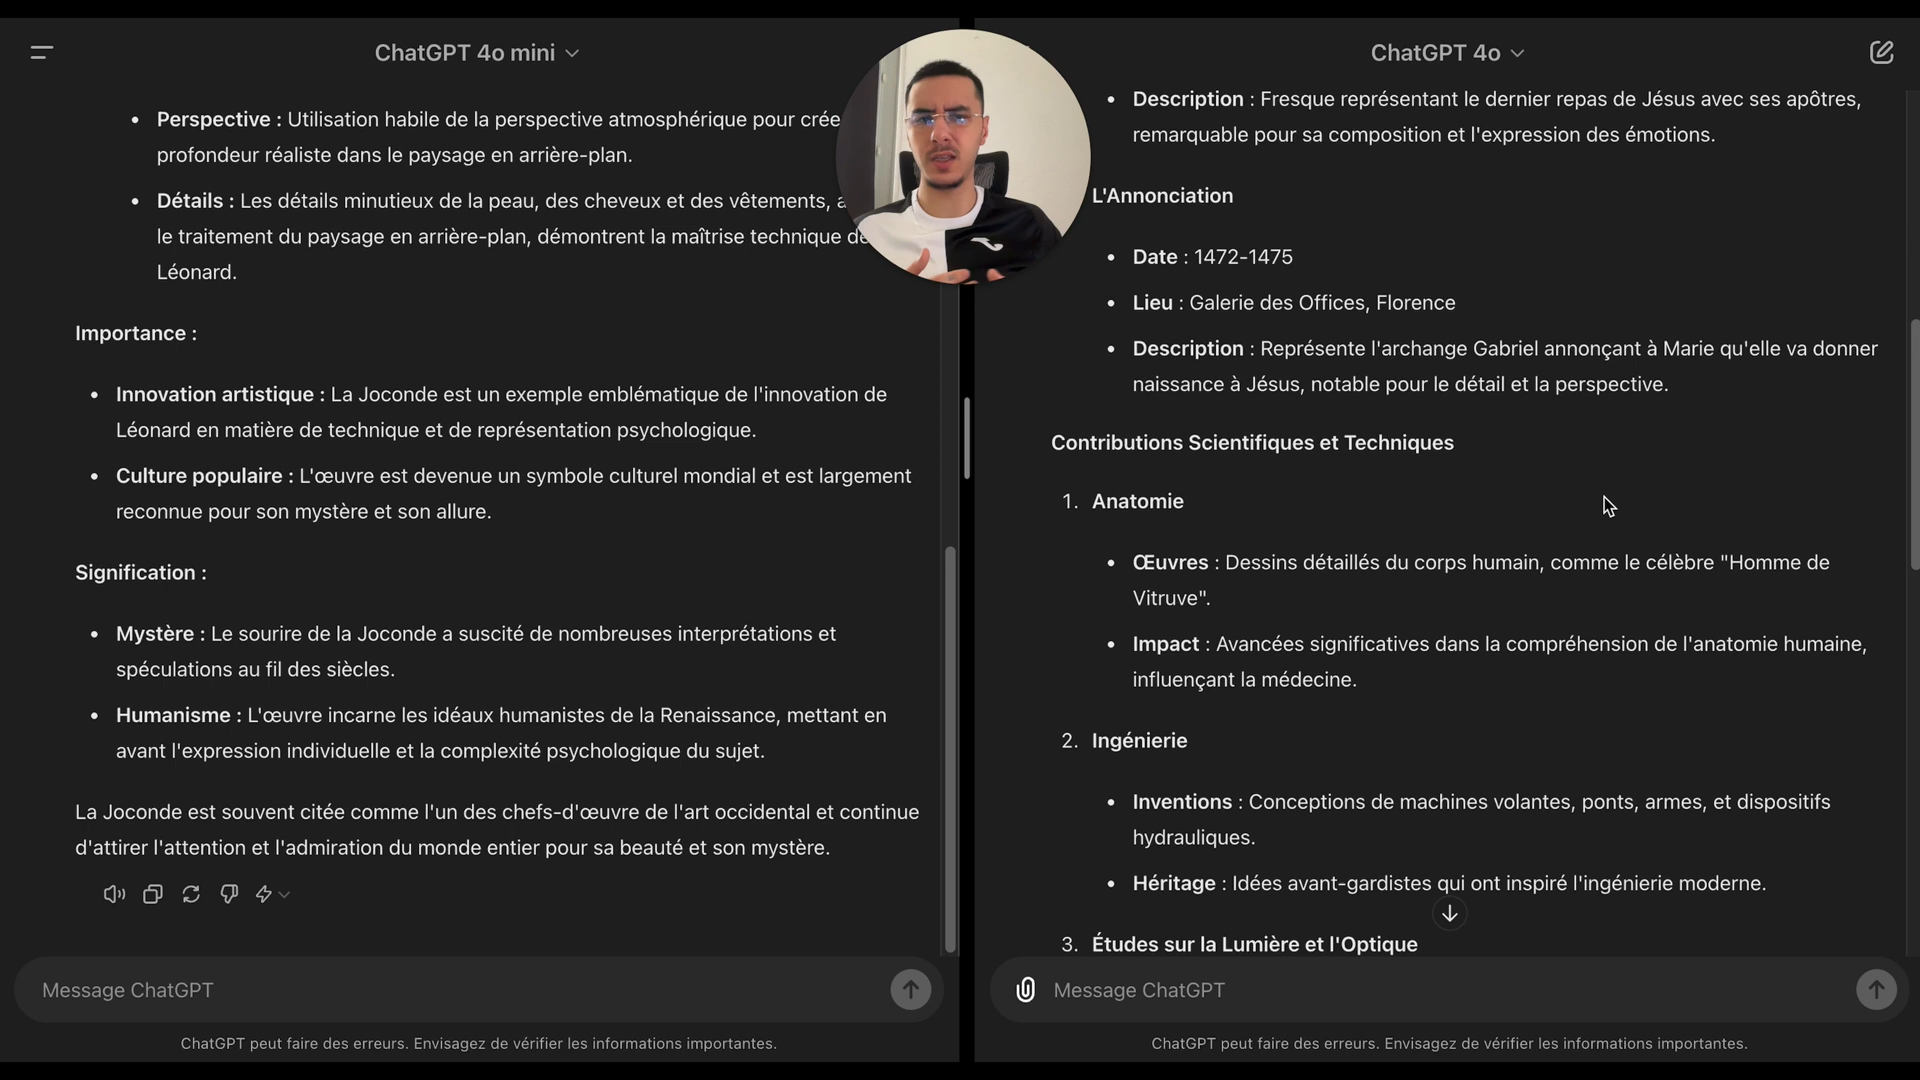 ChatGPT 4o mini
Perspective : Utilisation habile de la perspective atmosphérique pour crée
profondeur réaliste dans le paysage en arrière-plan.
Détails : Les détails minutieux de la peau, des cheveux et des vêtements,
le traitement du paysage en arrière-plan, démontrent la maîtrise technique de
Léonard.
Importance :
Innovation artistique : La Joconde est un exemple emblématique de l'innovation de
Léonard en matière de technique et de représentation psychologique.
Culture populaire : L'œuvre est devenue un symbole culturel mondial et est largement
reconnue pour son mystère et son allure.
Signification :
Mystère : Le sourire de la Joconde a suscité de nombreuses interprétations et
spéculations au fil des siècles.
Humanisme : L'œuvre incarne les idéaux humanistes de la Renaissance, mettant en
avant l'expression individuelle et la complexité psychologique du sujet.
La Joconde est souvent citée comme l'un des chefs-d'œuvre de l'art occidental et continue
d'attirer l'attention et l'admiration du monde entier pour sa beauté et son mystère.
Message ChatGPT
ChatGPT peut faire des erreurs. Envisagez de vérifier les informations importantes.
ChatGPT 4o
Description : Fresque représentant le dernier repas de Jésus avec ses apôtres,
remarquable pour sa composition et l'expression des émotions.
L'Annonciation
Date : 1472-1475
Lieu : Galerie des Offices, Florence
Description : Représente l'archange Gabriel annonçant à Marie qu'elle va donner
naissance à Jésus, notable pour le détail et la perspective.
Contributions Scientifiques et Techniques
1. Anatomie
Œuvres : Dessins détaillés du corps humain, comme le célèbre "Homme de
Vitruve".
Impact : Avancées significatives dans la compréhension de l'anatomie humaine,
influençant la médecine.
2. Ingénierie
Inventions : Conceptions de machines volantes, ponts, armes, et dispositifs
hydrauliques.
Héritage : Idées avant-gardistes qui ont inspiré l'ingénierie moderne.
3. Études sur la Lumière et l'Optique
Message ChatGPT
ChatGPT peut faire des erreurs. Envisagez de vérifier les informations importantes.